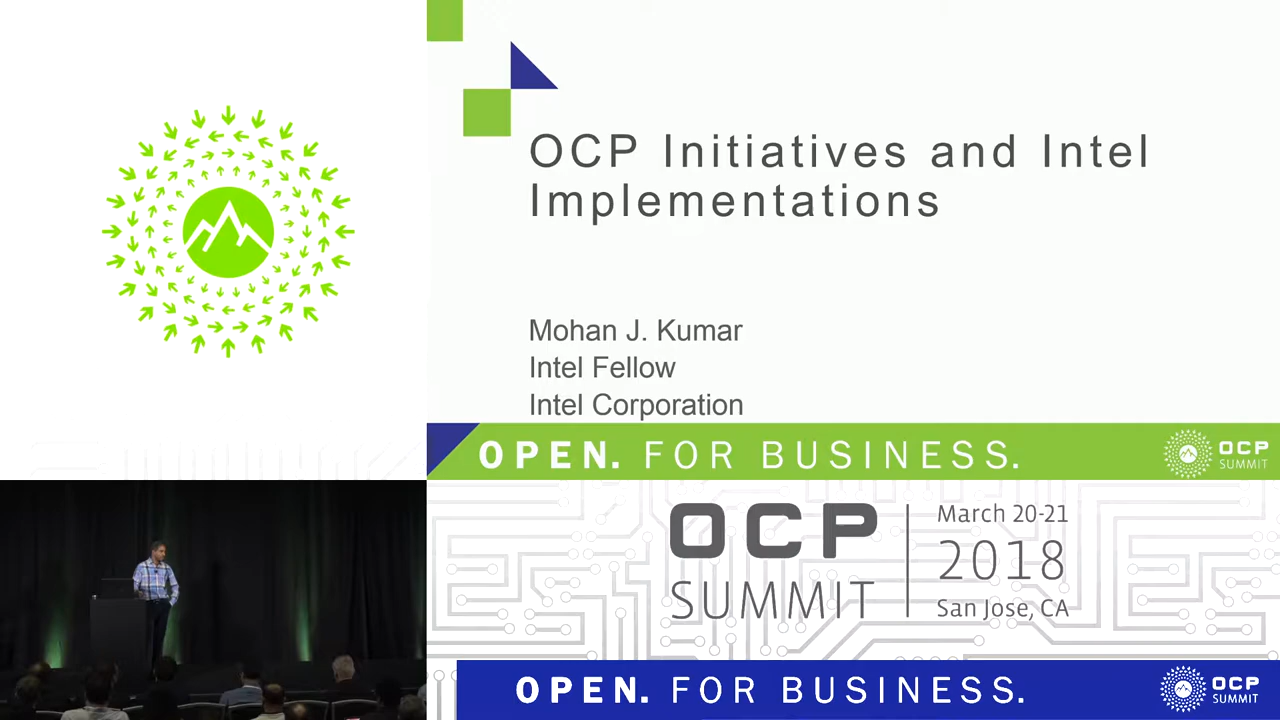 OCP Initiatives and Intel
Implementations
Mohan J. Kumar
Intel Fellow
Intel Corporation
OPEN. FOR BUSINESS.
OCP
SUMMIT
OCP
SUMMIT
March 20-21
2018
San Jose, CA
OPEN. FOR BUSINESS.
OCP
SUMMIT